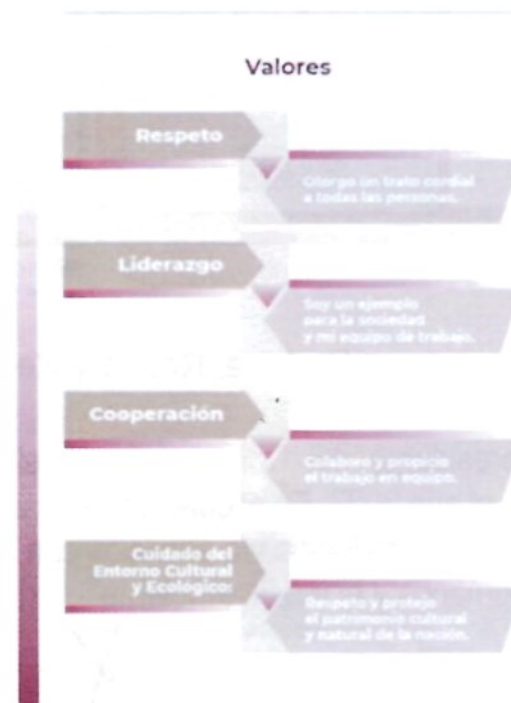 Valores
Respeto
Otorgo un trato cordial
a todas las personas.
Liderazgo
Soy un ejemplo
para la sociedad
y mi equipo de trabajo.
Cooperación
Colaboro y propicio
el trabajo en equipo.
Cuidado del
Entorno Cultural
y Ecológico:
Respeto y protejo
el patrimonio cultural
y natural de la nación.